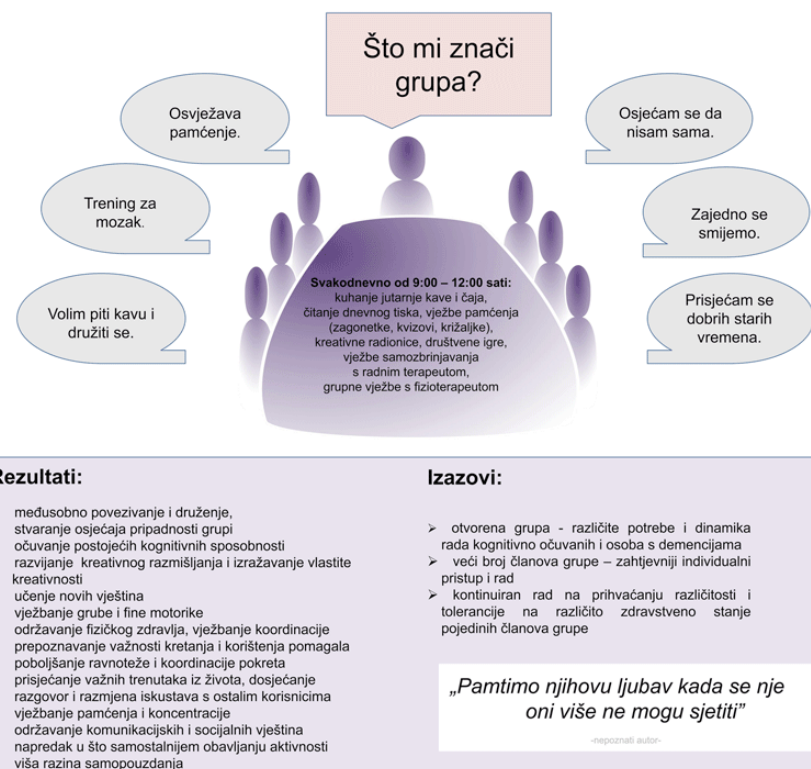 Što mi znači
grupa?
Osvježava
pamćenje.
Osjećam se da
nisam sama.
Trening za
mozak.
Zajedno se
smijemo.
Volim piti kavu i
družiti se.
Prisjećam se
dobrih starih
vremena.
Svakodnevno od 9:00 – 12:00 sati:
kuhanje jutarnje kave i čaja,
čitanje dnevnog tiska, vježbe pamćenja
(zagonetke, kvizovi, križaljke),
kreativne radionice, društvene igre,
vježbe samozbrinjavanja
s radnim terapeutom,
grupne vježbe s fizioterapeutom
Rezultati:
međusobno povezivanje i druženje,
stvaranje osjećaja pripadnosti grupi
očuvanje postojećih kognitivnih sposobnosti
razvijanje kreativnog razmišljanja i izražavanje vlastite
kreativnosti
učenje novih vještina
vježbanje grube i fine motorike
održavanje fizičkog zdravlja, vježbanje koordinacije
prepoznavanje važnosti kretanja i korištenja pomagala
poboljšanje ravnoteže i koordinacije pokreta
prisjećanje važnih trenutaka iz života, dosjećanje
razgovor i razmjena iskustava s ostalim korisnicima
vježbanje pamćenja i koncentracije
održavanje komunikacijskih i socijalnih vještina
napredak u što samostalnijem obavljanju aktivnosti
viša razina samopouzdanja
Izazovi:
➢ otvorena grupa - različite potrebe i dinamika
rada kognitivno očuvanih i osoba s demencijama
➢ veći broj članova grupe – zahtjevniji individualni
pristup i rad
➢ kontinuiran rad na prihvaćanju različitosti i
tolerancije na različito zdravstveno stanje
pojedinih članova grupe
„Pamtimo njihovu ljubav kada se nje
oni više ne mogu sjetiti”
-nepoznati autor-